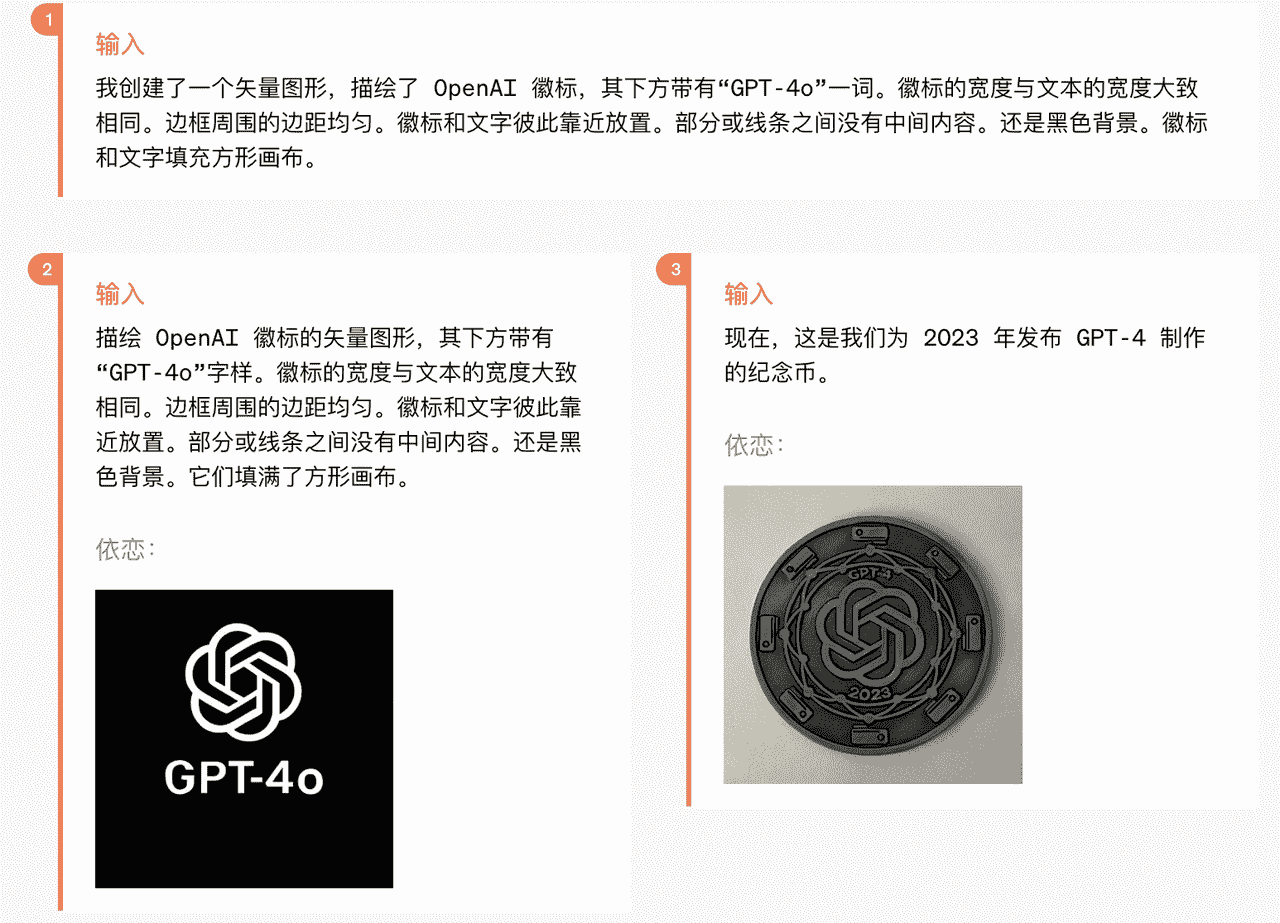 1
输入
我创建了一个矢量图形，描绘了 OpenAI 徽标，其下方带有“GPT-4o”一词。徽标的宽度与文本的宽度大致
相同。边框周围的边距均匀。徽标和文字彼此靠近放置。部分或线条之间没有中间内容。还是黑色背景。徽标
和文字填充方形画布。
2
输入
描绘 OpenAI 徽标的矢量图形，其下方带有
“GPT-4o”字样。徽标的宽度与文本的宽度大致
相同。边框周围的边距均匀。徽标和文字彼此靠
近放置。部分或线条之间没有中间内容。还是黑
色背景。它们填满了方形画布。
依恋：
GPT-4o
3
输入
现在，这是我们为 2023 年发布 GPT-4 制作
的纪念币。
依恋：
GPT-4
2023